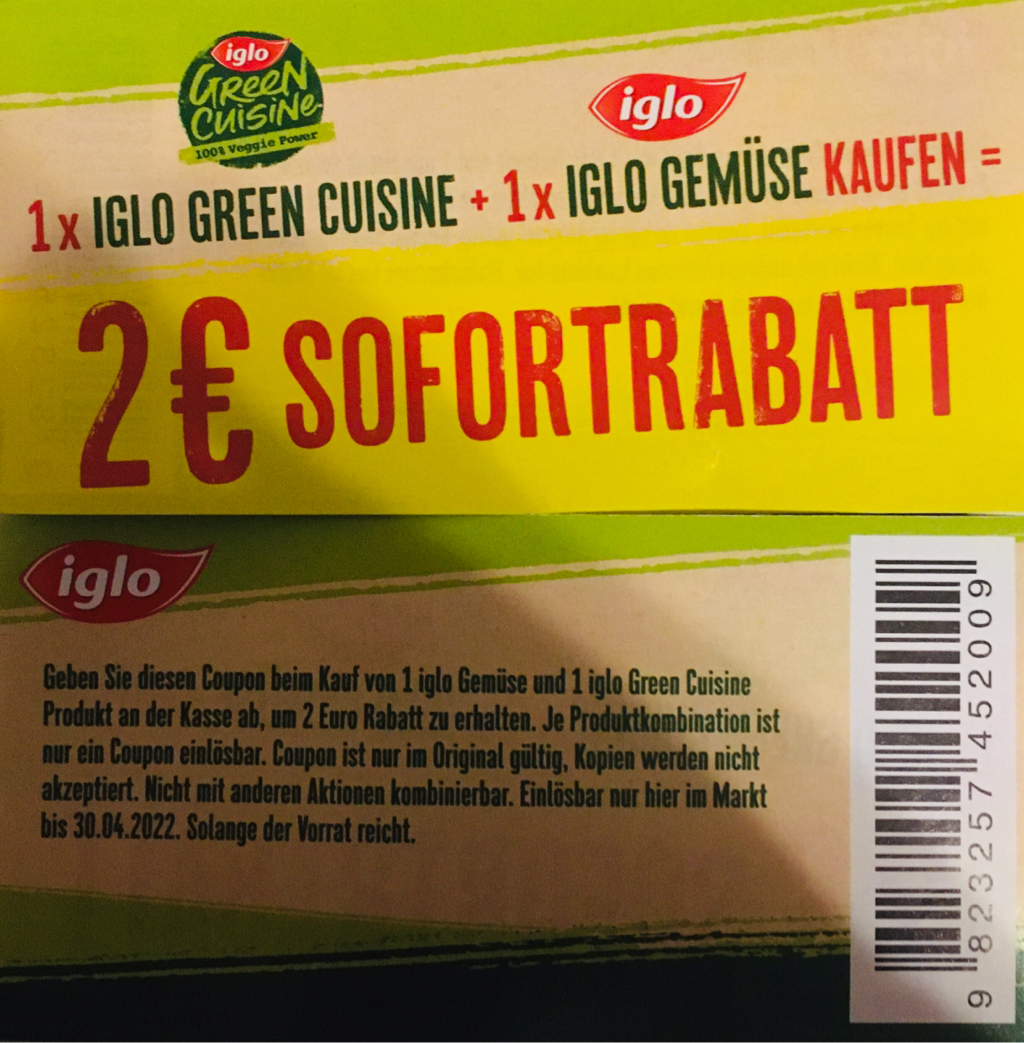 iglo
GREEN
CUISINE
100% Veggie Power
iglo
1x IGLO GREEN CUISINE + 1x IGLO GEMÜSE KAUFEN =
2 € SOFORTRABATT
iglo
Geben Sie diesen Coupon beim Kauf von 1 iglo Gemüse und 1 iglo Green Cuisine
Produkt an der Kasse ab, um 2 Euro Rabatt zu erhalten. Je Produktkombination ist
nur ein Coupon einlösbar. Coupon ist nur im Original gültig, Kopien werden nicht
akzeptiert. Nicht mit anderen Aktionen kombinierbar. Einlösbar nur hier im Markt
bis 30.04.2022. Solange der Vorrat reicht.
9 823257 452009